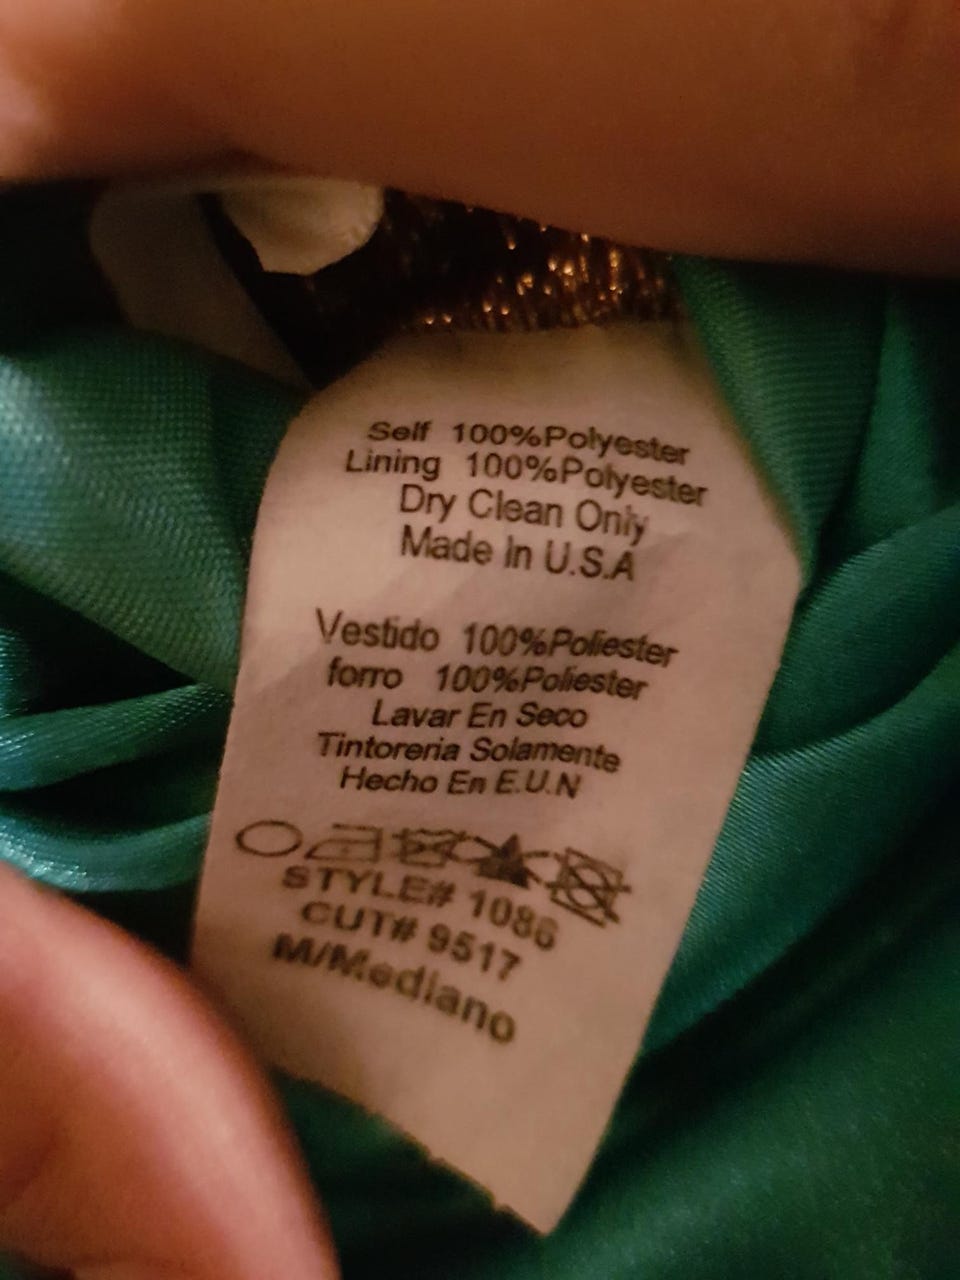 Self 100%Polyester
Lining 100%Polyester
Dry Clean Only
Made In U.S.A
Vestido 100%Poliester
forro 100%Poliester
Lavar En Seco
Tintoreria Solamente
Hecho En E.U.N
STYLE# 1086
CUT# 9517
M/Mediano